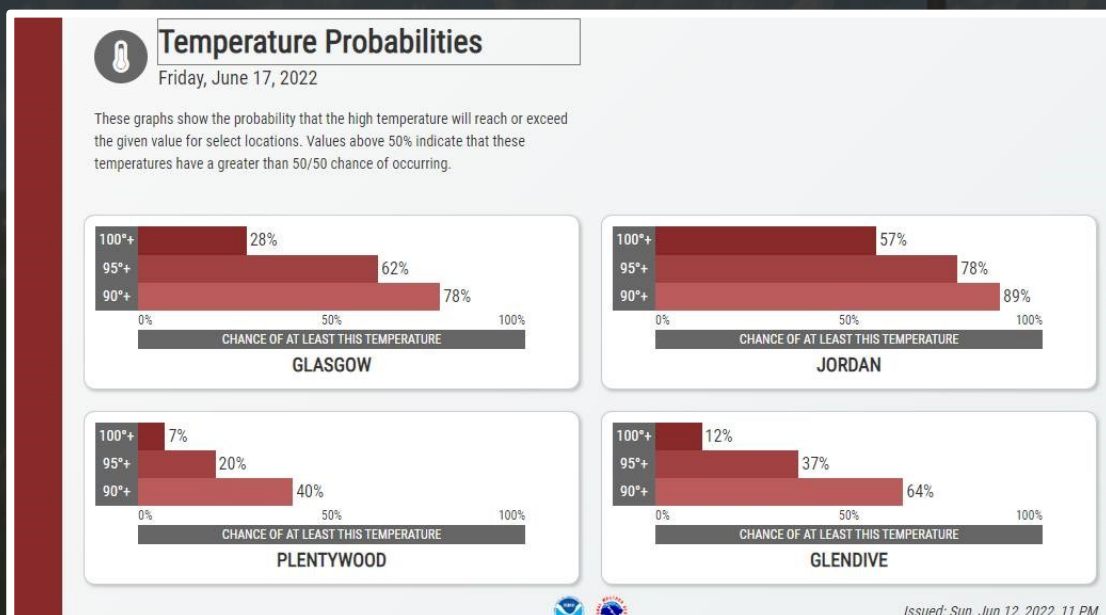 Temperature Probabilities
Friday, June 17, 2022
These graphs show the probability that the high temperature will reach or exceed
the given value for select locations. Values above 50% indicate that these
temperatures have a greater than 50/50 chance of occurring.
100°+ 28%
95°+ 62%
90°+ 78%
0% 50% 100%
CHANCE OF AT LEAST THIS TEMPERATURE
GLASGOW
100°+ 57%
95°+ 78%
90°+ 89%
0% 50% 100%
CHANCE OF AT LEAST THIS TEMPERATURE
JORDAN
100°+ 7%
95°+ 20%
90°+ 40%
0% 50% 100%
CHANCE OF AT LEAST THIS TEMPERATURE
PLENTYWOOD
100°+ 12%
95°+ 37%
90°+ 64%
0% 50% 100%
CHANCE OF AT LEAST THIS TEMPERATURE
GLENDIVE
Issued: Sun, Jun 12, 2022, 11 PM